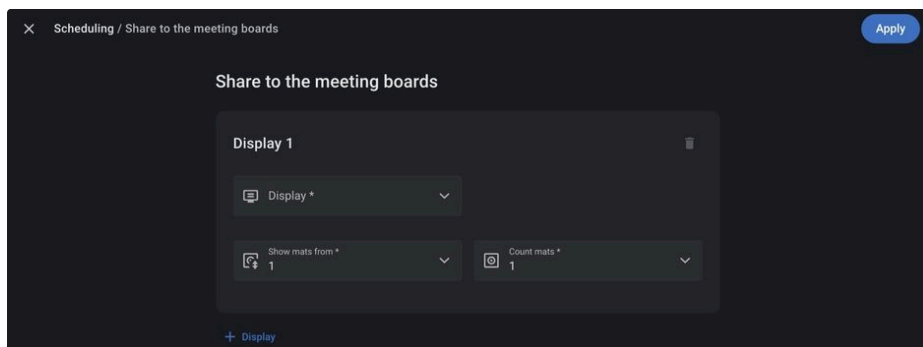 Scheduling / Share to the meeting boards
Apply
Share to the meeting boards
Display 1
Display *
Show mats from *
1
Count mats *
1
+ Display